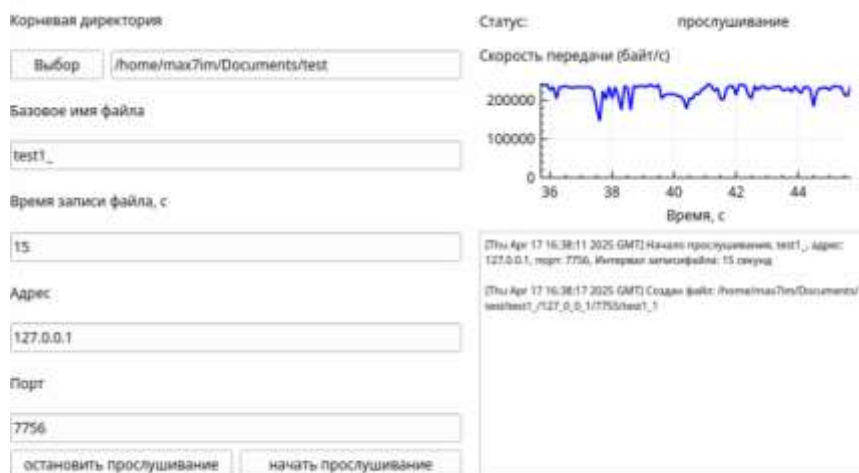 Корневая директория
Выбор
/home/max7im/Documents/test
Базовое имя файла
test1_
Время записи файла, с
15
Адрес
127.0.0.1
Порт
7756
остановить прослушивание
начать прослушивание
Статус:
прослушивание
Скорость передачи (байт/с)
200000
100000
0
36 38 40 42 44
Время, с
[Thu Apr 17 16:38:11 2025 GMT] Начало прослушивания, test1_, адрес:
127.0.0.1, порт: 7756, Интервал записифайла: 15 секунд
[Thu Apr 17 16:38:17 2025 GMT] Создан файл: /home/max7im/Documents/
test/test1_/127_0_0_1/7755/test1_1